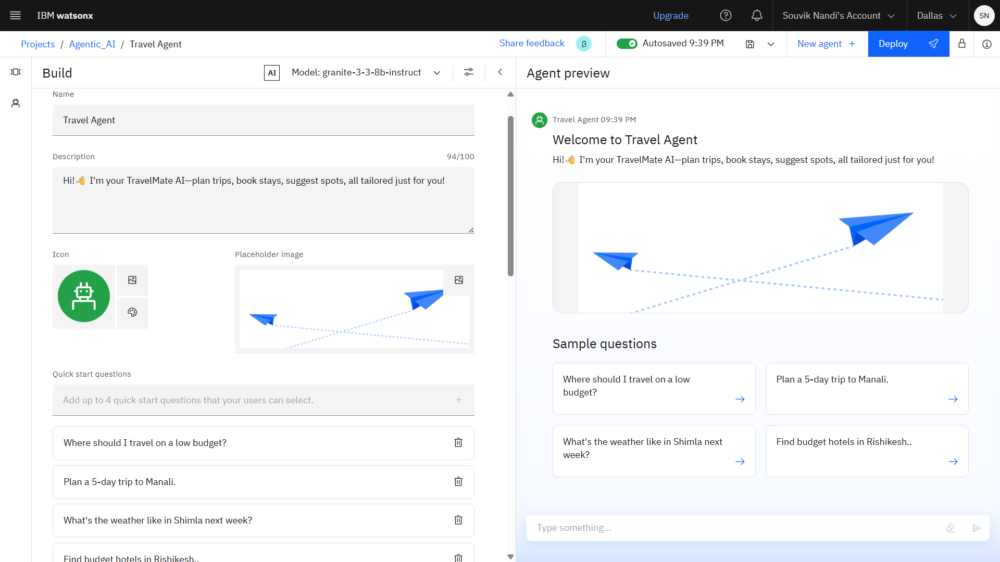 IBM watsonx
Upgrade
Souvik Nandi's Account
Dallas
SN
Projects / Agentic_AI / Travel Agent
Share feedback
β
Autosaved 9:39 PM
New agent +
Deploy
Build
AI
Model: granite-3-3-8b-instruct
Agent preview
Name
Travel Agent
Description
94/100
Hi!👋 I'm your TravelMate AI—plan trips, book stays, suggest spots, all tailored just for you!
Icon
Placeholder image
Quick start questions
Add up to 4 quick start questions that your users can select.
Where should I travel on a low budget?
Plan a 5-day trip to Manali.
What's the weather like in Shimla next week?
Find budget hotels in Rishikesh..
Travel Agent 09:39 PM
Welcome to Travel Agent
Hi!👋 I'm your TravelMate AI—plan trips, book stays, suggest spots, all tailored just for you!
Sample questions
Where should I travel on a low
budget?
Plan a 5-day trip to Manali.
What's the weather like in Shimla next
week?
Find budget hotels in Rishikesh..
Type something...